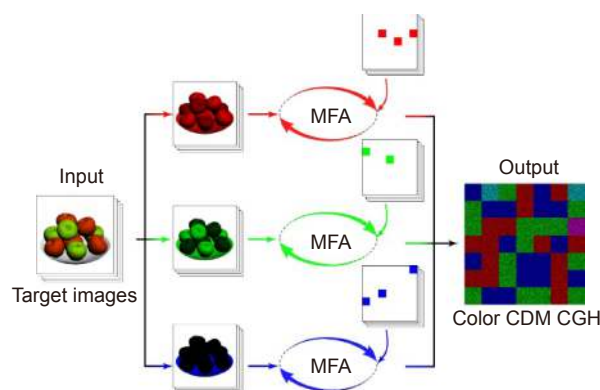 Input
Target images
MFA
MFA
MFA
Output
Color CDM CGH